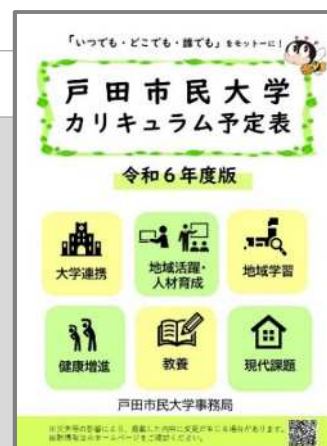 「いつでも・どこでも・誰でも」をモットーに!
戸田市民大学
カリキュラム予定表
令和6年度版
大学連携
地域活躍・
人材育成
地域学習
健康増進
教養
現代課題
戸田市民大学事務局